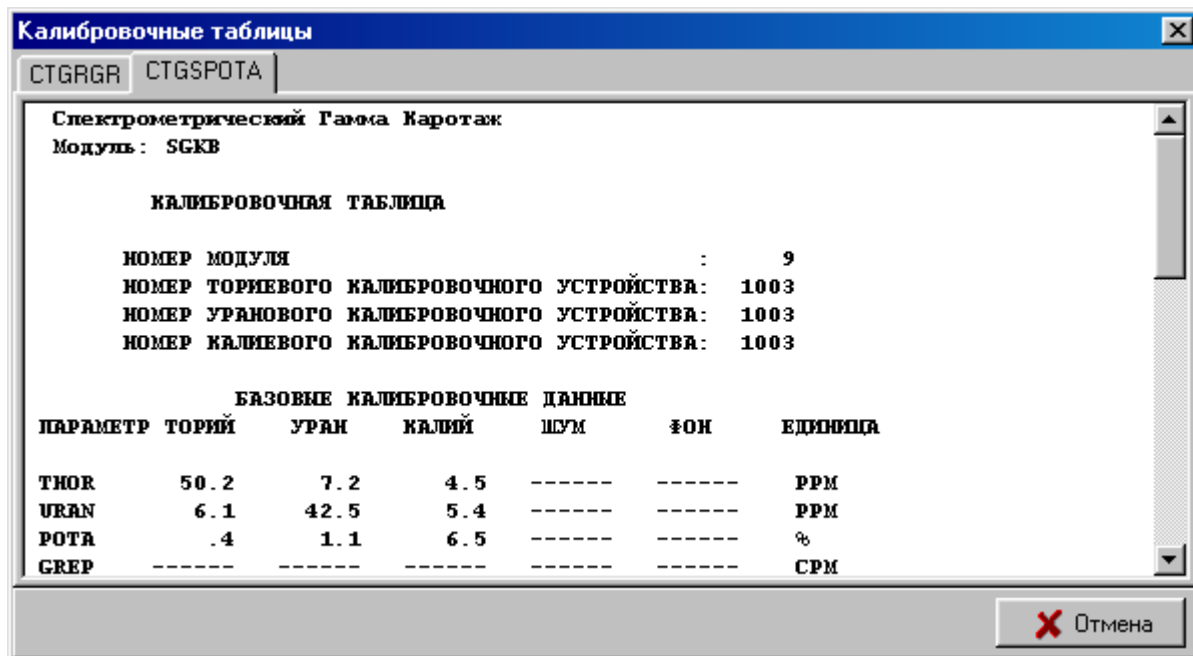 Калибровочные таблицы
CTGRGR CTGSPOTA
Спектрометрический Гамма Каротаж
Модуль: SGKB
КАЛИБРОВОЧНАЯ ТАБЛИЦА
НОМЕР МОДУЛЯ : 9
НОМЕР ТОРИЕВОГО КАЛИБРОВОЧНОГО УСТРОЙСТВА: 1003
НОМЕР УРАНОВОГО КАЛИБРОВОЧНОГО УСТРОЙСТВА: 1003
НОМЕР КАЛИЕВОГО КАЛИБРОВОЧНОГО УСТРОЙСТВА: 1003
БАЗОВЫЕ КАЛИБРОВОЧНЫЕ ДАННЫЕ
ПАРАМЕТР ТОРИЙ УРАН КАЛИЙ ШУМ ФОН ЕДИНИЦА
THOR 50.2 7.2 4.5 ------ ------ PPM
URAN 6.1 42.5 5.4 ------ ------ PPM
POTA .4 1.1 6.5 ------ ------ %
GREP ------ ------ ------ ------ ------ CPM
Отмена